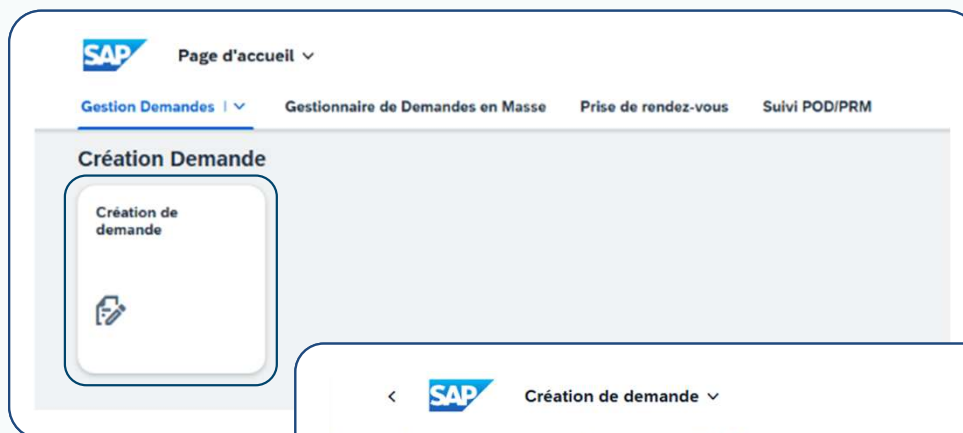 SAP Page d'accueil
Gestion Demandes Gestionnaire de Demandes en Masse Prise de rendez-vous Suivi POD/PRM
Création Demande
Création de
demande
SAP Création de demande